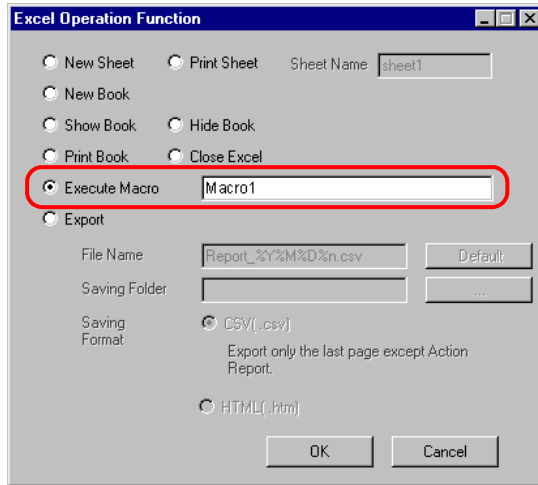 Excel Operation Function
New Sheet Print Sheet Sheet Name sheet1
New Book
Show Book Hide Book
Print Book Close Excel
Execute Macro Macro1
Export
File Name Report_%Y%M%D%n.csv Default
Saving Folder ...
Saving Format CSV(.csv)
Export only the last page except Action
Report.
HTML(.htm)
OK Cancel